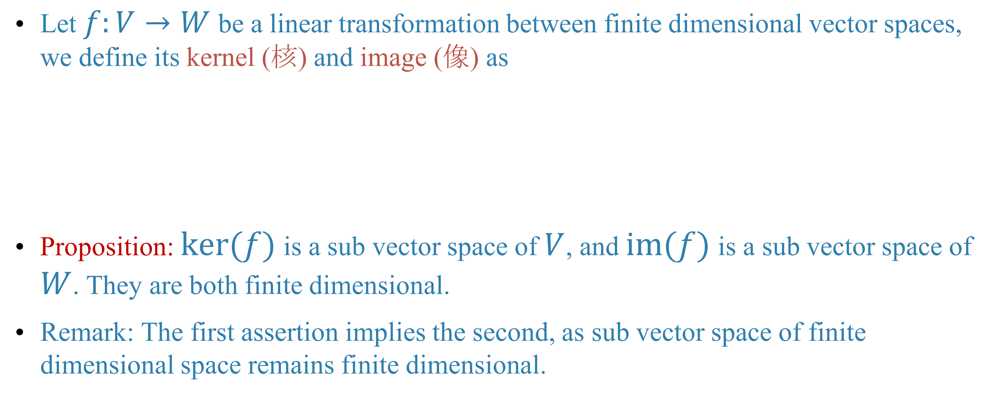 • Let f: V → W be a linear transformation between finite dimensional vector spaces,
we define its kernel (核) and image (像) as
• Proposition: ker(f) is a sub vector space of V, and im(f) is a sub vector space of
W. They are both finite dimensional.
• Remark: The first assertion implies the second, as sub vector space of finite
dimensional space remains finite dimensional.